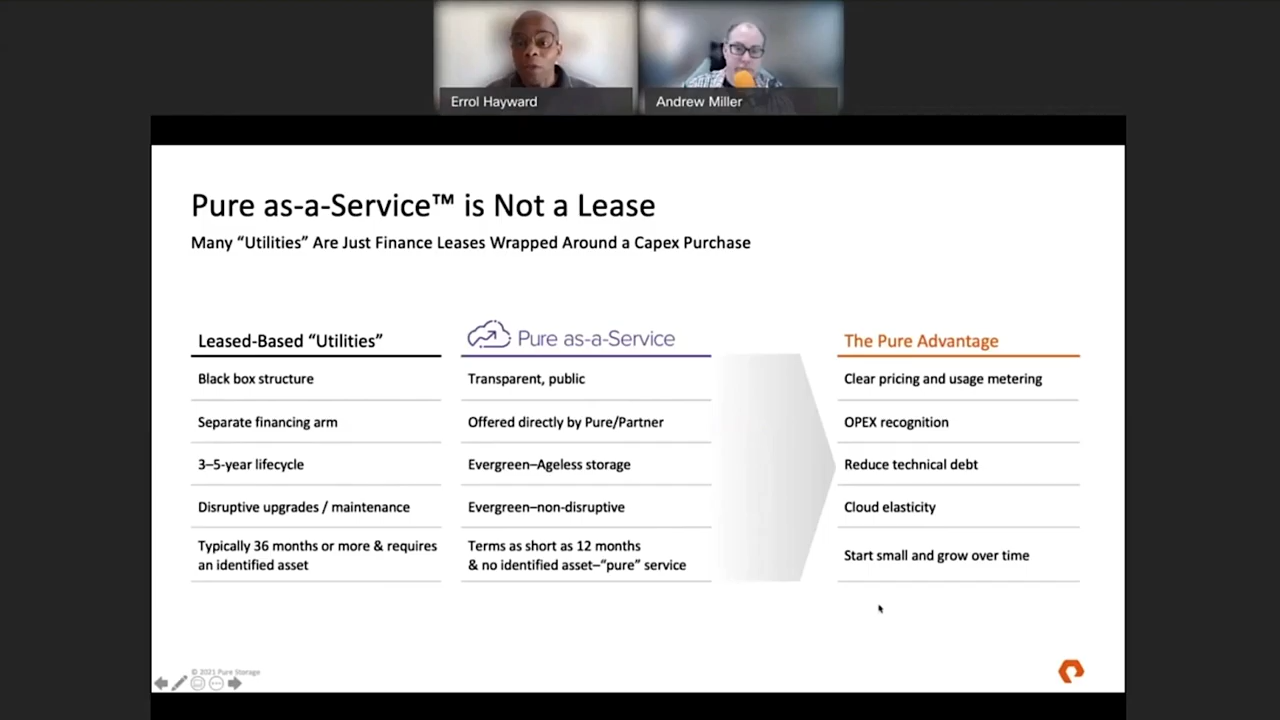 Errol Hayward
Andrew Miller
Pure as-a-Service™ is Not a Lease
Many “Utilities” Are Just Finance Leases Wrapped Around a Capex Purchase
Leased-Based “Utilities”
Pure as-a-Service
The Pure Advantage
Black box structure
Transparent, public
Clear pricing and usage metering
Separate financing arm
Offered directly by Pure/Partner
OPEX recognition
3–5-year lifecycle
Evergreen–Ageless storage
Reduce technical debt
Disruptive upgrades / maintenance
Evergreen–non-disruptive
Cloud elasticity
Typically 36 months or more & requires
an identified asset
Terms as short as 12 months
& no identified asset–“pure” service
Start small and grow over time
© 2021 Pure Storage